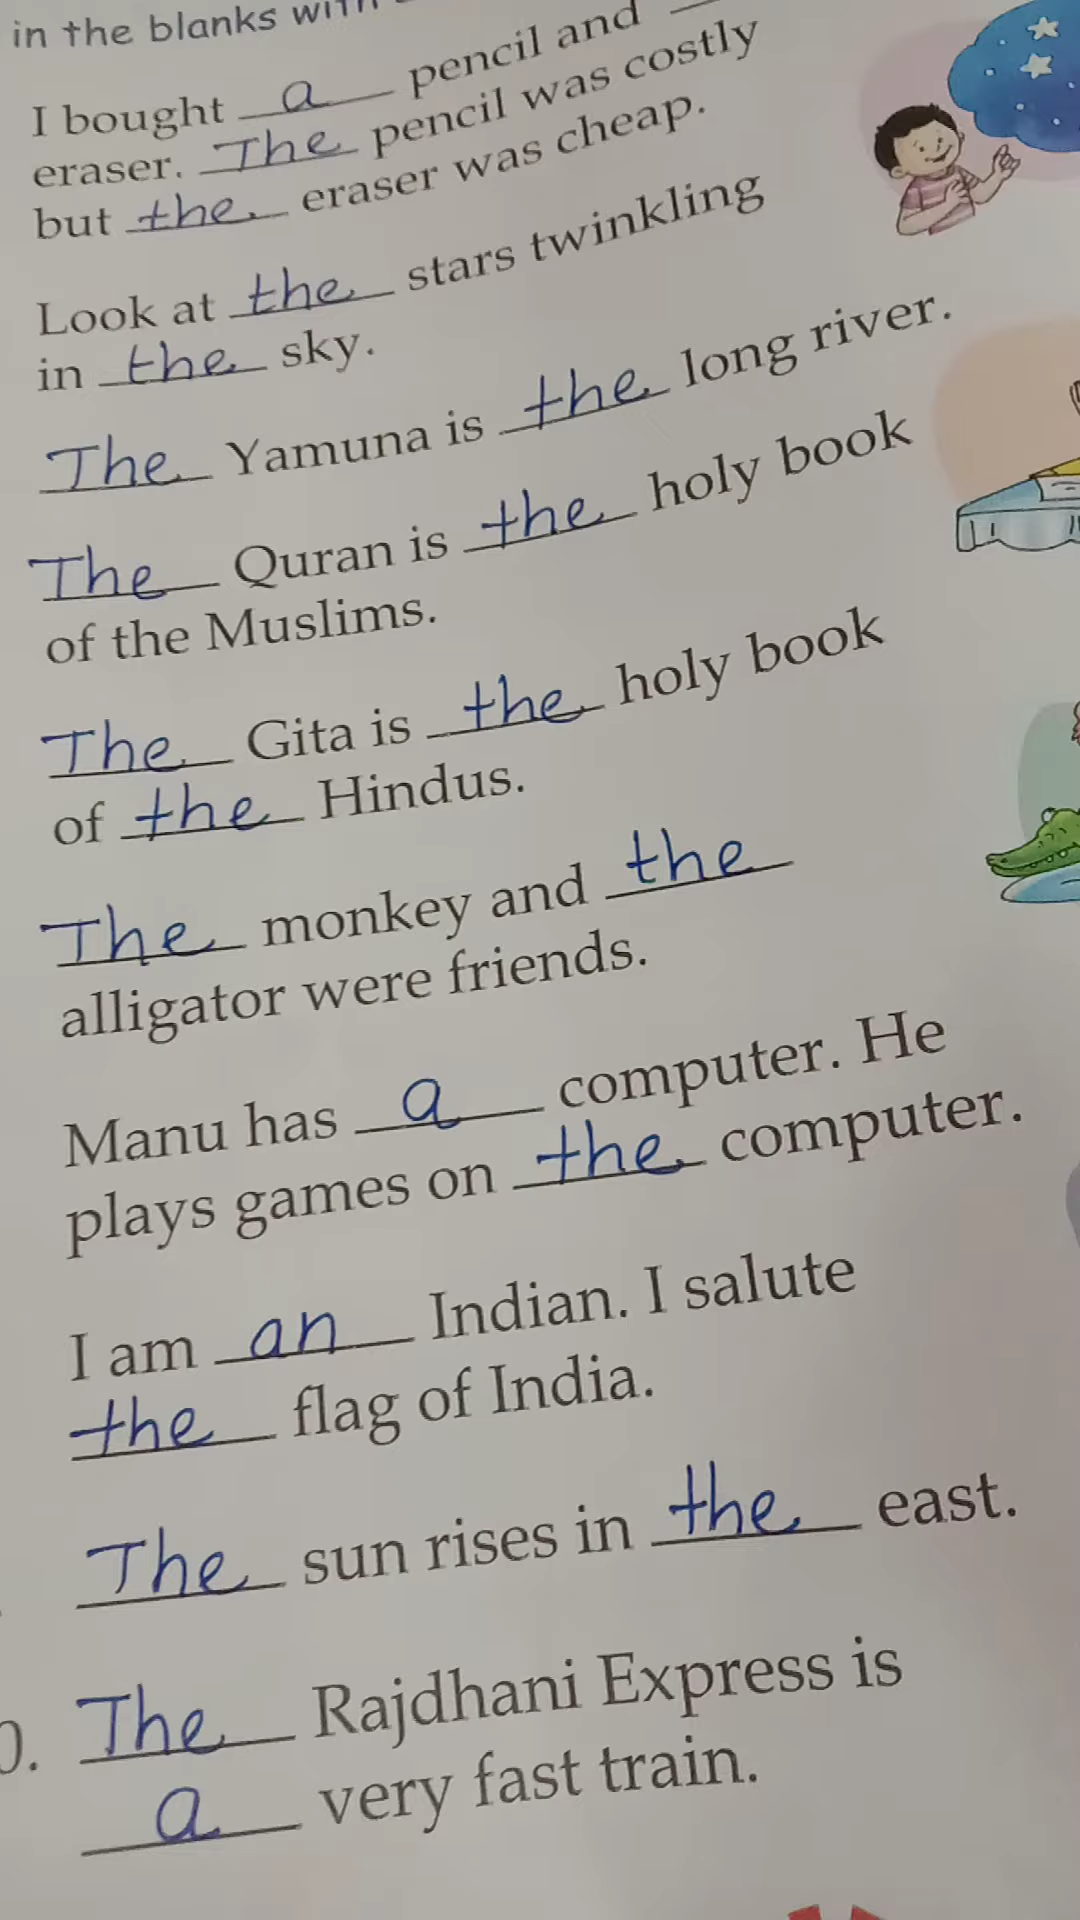 in the blanks with
I bought a pencil and
eraser. The pencil was costly
but the eraser was cheap.
Look at the stars twinkling
in the sky.
The Yamuna is the long river.
The Quran is the holy book
of the Muslims.
The Gita is the holy book
of the Hindus.
The monkey and the
alligator were friends.
Manu has a computer. He
plays games on the computer.
I am an Indian. I salute
the flag of India.
The sun rises in the east.
0. The Rajdhani Express is
a very fast train.